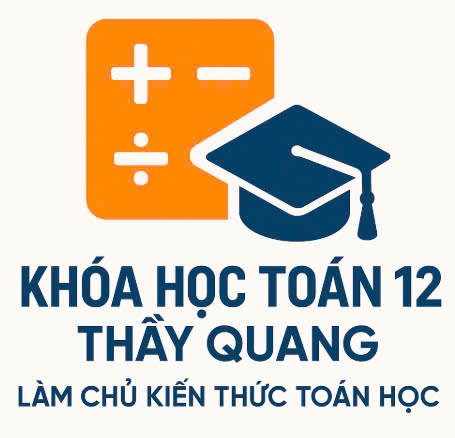 KHÓA HỌC TOÁN 12
THẦY QUANG
LÀM CHỦ KIẾN THỨC TOÁN HỌC